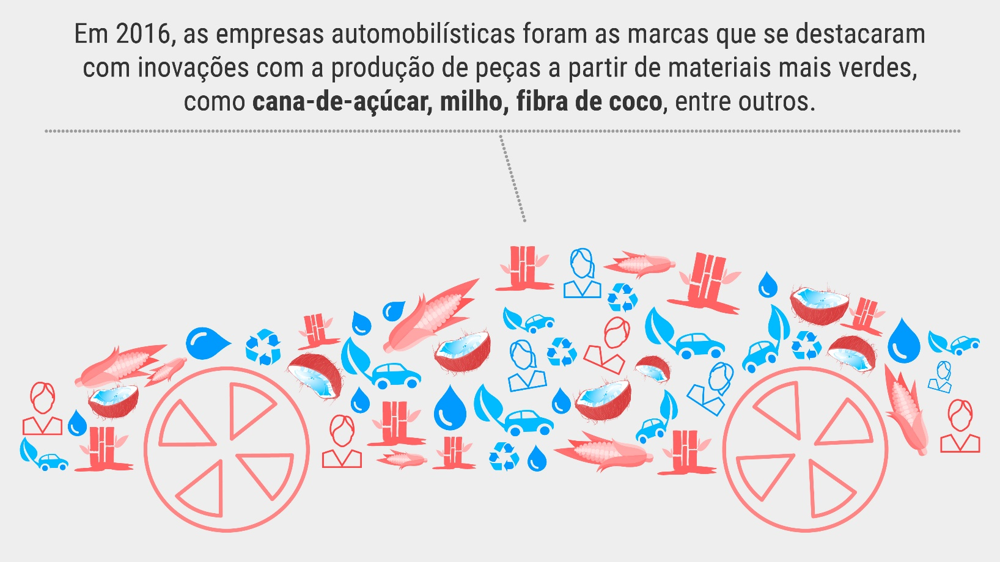 Em 2016, as empresas automobilísticas foram as marcas que se destacaram
com inovações com a produção de peças a partir de materiais mais verdes,
como cana-de-açúcar, milho, fibra de coco, entre outros.